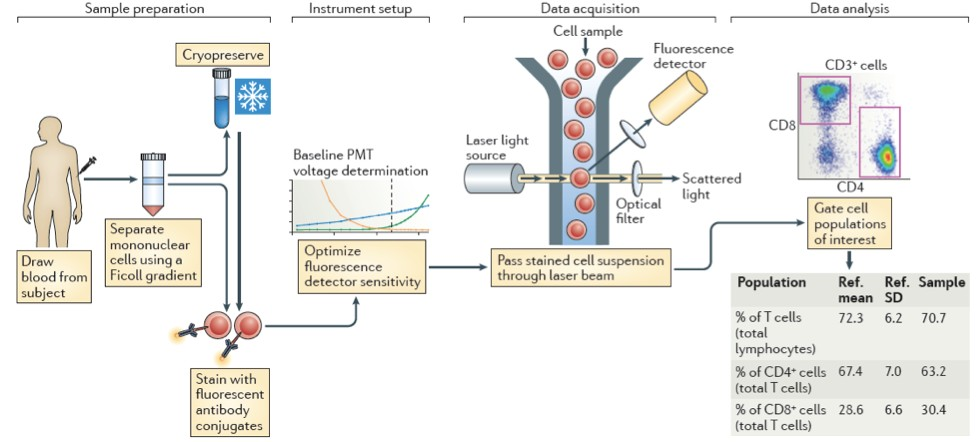 Sample preparation
Instrument setup
Data acquisition
Data analysis
Cryopreserve
Draw
blood from
subject
Separate
mononuclear
cells using a
Ficoll gradient
Stain with
fluorescent
antibody
conjugates
Baseline PMT
voltage determination
Optimize
fluorescence
detector sensitivity
Cell sample
Fluorescence
detector
Laser light
source
Scattered
light
Optical
filter
Pass stained cell suspension
through laser beam
CD3⁺ cells
CD8
CD4
Gate cell
populations
of interest
Population Ref. mean Ref. SD Sample
% of T cells (total lymphocytes) 72.3 6.2 70.7
% of CD4⁺ cells (total T cells) 67.4 7.0 63.2
% of CD8⁺ cells (total T cells) 28.6 6.6 30.4